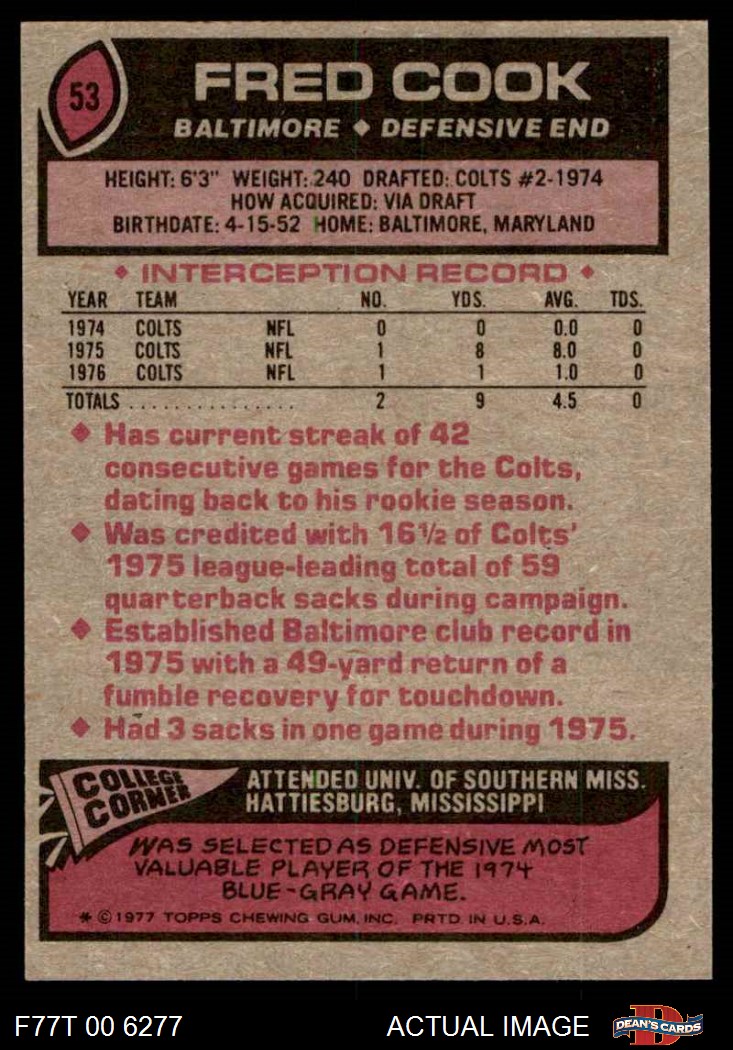 53
FRED COOK
BALTIMORE ◆ DEFENSIVE END
HEIGHT: 6'3" WEIGHT: 240 DRAFTED: COLTS #2-1974
HOW ACQUIRED: VIA DRAFT
BIRTHDATE: 4-15-52 HOME: BALTIMORE, MARYLAND
◆ INTERCEPTION RECORD ◆
YEAR TEAM NO. YDS. AVG. TDS.
1974 COLTS NFL 0 0 0.0 0
1975 COLTS NFL 1 8 8.0 0
1976 COLTS NFL 1 1 1.0 0
TOTALS ................ 2 9 4.5 0
◆ Has current streak of 42
consecutive games for the Colts,
dating back to his rookie season.
◆ Was credited with 16½ of Colts'
1975 league-leading total of 59
quarterback sacks during campaign.
◆ Established Baltimore club record in
1975 with a 49-yard return of a
fumble recovery for touchdown.
◆ Had 3 sacks in one game during 1975.
COLLEGE
CORNER
ATTENDED UNIV. OF SOUTHERN MISS.
HATTIESBURG, MISSISSIPPI
WAS SELECTED AS DEFENSIVE MOST
VALUABLE PLAYER OF THE 1974
BLUE-GRAY GAME.
* © 1977 TOPPS CHEWING GUM, INC. PRTD. IN U.S.A.
F77T 00 6277
ACTUAL IMAGE
D
DEAN'S CARDS